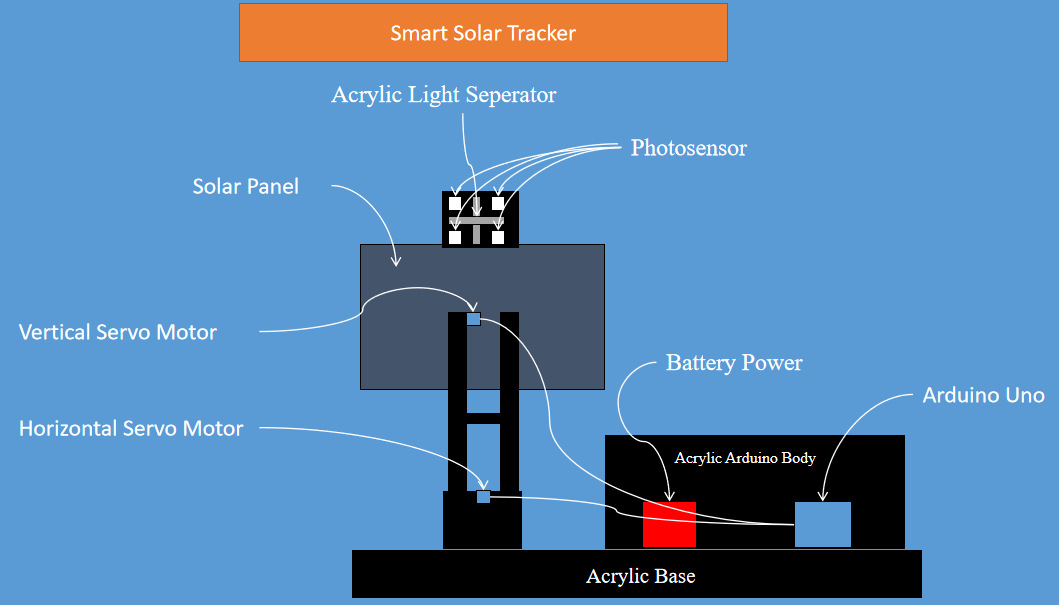 Smart Solar Tracker
Acrylic Light Seperator
Photosensor
Solar Panel
Vertical Servo Motor
Battery Power
Arduino Uno
Horizontal Servo Motor
Acrylic Arduino Body
Acrylic Base